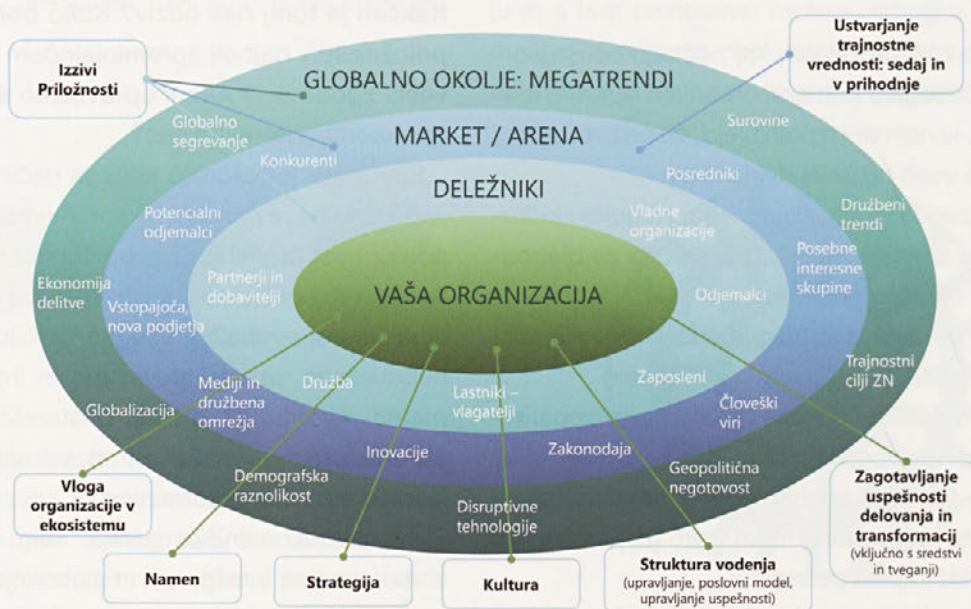 Izzivi
Priložnosti
Ustvarjanje
trajnostne
vrednosti: sedaj in
v prihodnje
GLOBALNO OKOLJE: MEGATRENDI
Globalno
segrevanje
Surovine
MARKET / ARENA
Konkurenti
Posredniki
DELEŽNIKI
Potencialni
odjemalci
Vladne
organizacije
Družbeni
trendi
Posebne
interesne
skupine
Ekonomija
delitve
Vstopajoča,
nova podjetja
Partnerji in
dobavitelji
VAŠA ORGANIZACIJA
Odjemalci
Trajnostni
cilji ZN
Globalizacija
Mediji in
družbena
omrežja
Družba
Lastniki –
vlagatelji
Zaposleni
Človeški
viri
Inovacije
Zakonodaja
Demografska
raznolikost
Disruptivne
tehnologije
Geopolitična
negotovost
Vloga
organizacije v
ekosistemu
Namen
Strategija
Kultura
Struktura vodenja
(upravljanje, poslovni model,
upravljanje uspešnosti)
Zagotavljanje
uspešnosti
delovanja in
transformacij
(vključno s sredstvi
in tveganji)